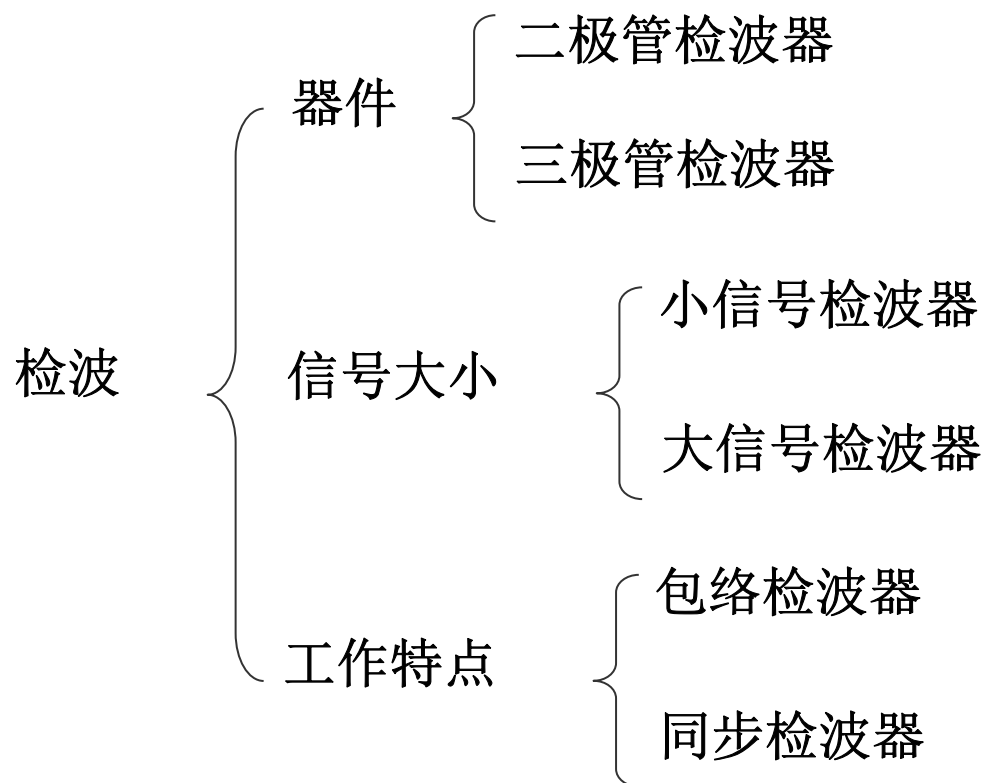 检波
器件
二极管检波器
三极管检波器
信号大小
小信号检波器
大信号检波器
工作特点
包络检波器
同步检波器